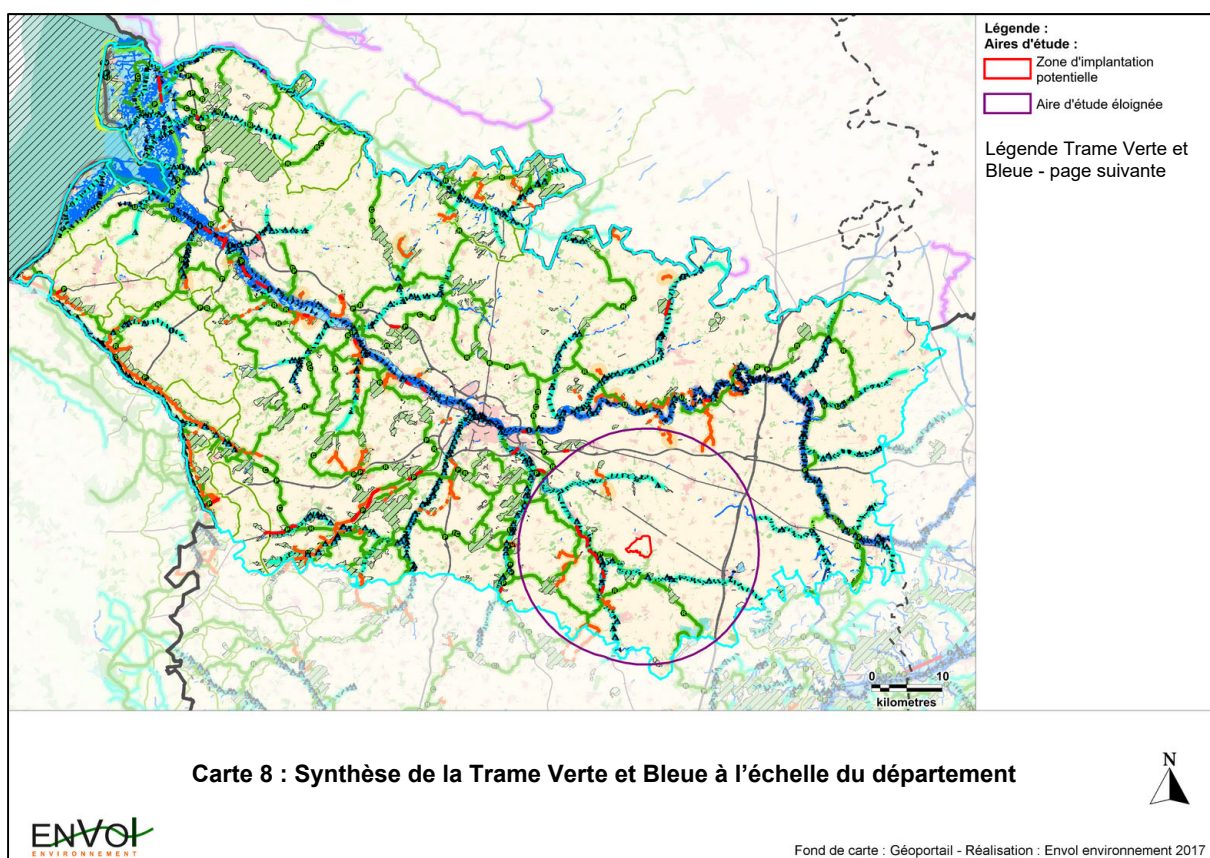 Légende :
Aires d'étude :
Zone d'implantation
potentielle
Aire d'étude éloignée
Légende Trame Verte et
Bleue - page suivante
0 10
kilometres
Carte 8 : Synthèse de la Trame Verte et Bleue à l'échelle du département
N
ENVOI
ENVIRONNEMENT
Fond de carte : Géoportail - Réalisation : Envol environnement 2017